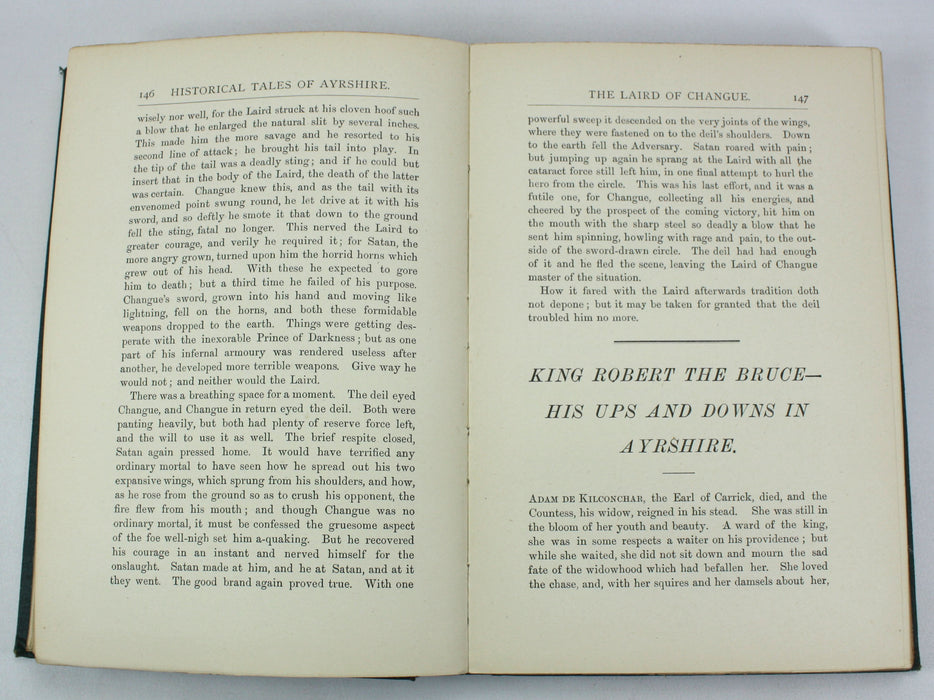 146 HISTORICAL TALES OF AYRSHIRE.
wisely nor well, for the Laird struck at his cloven hoof such
a blow that he enlarged the natural slit by several inches.
This made him the more savage and he resorted to his
second line of attack; he brought his tail into play. In
the tip of the tail was a deadly sting; and if he could but
insert that in the body of the Laird, the death of the latter
was certain. Changue knew this, and as the tail with its
envenomed point swung round, he let drive at it with his
sword, and so deftly he smote it that down to the ground
fell the sting, fatal no longer. This nerved the Laird to
greater courage, and verily he required it; for Satan, the
more angry grown, turned upon him the horrid horns which
grew out of his head. With these he expected to gore
him to death; but a third time he failed of his purpose.
Changue's sword, grown into his hand and moving like
lightning, fell on the horns, and both these formidable
weapons dropped to the earth. Things were getting des-
perate with the inexorable Prince of Darkness; but as one
part of his infernal armoury was rendered useless after
another, he developed more terrible weapons. Give way he
would not; and neither would the Laird.
There was a breathing space for a moment. The deil eyed
Changue, and Changue in return eyed the deil. Both were
panting heavily, but both had plenty of reserve force left,
and the will to use it as well. The brief respite closed,
Satan again pressed home. It would have terrified any
ordinary mortal to have seen how he spread out his two
expansive wings, which sprung from his shoulders, and how,
as he rose from the ground so as to crush his opponent, the
fire flew from his mouth; and though Changue was no
ordinary mortal, it must be confessed the gruesome aspect
of the foe well-nigh set him a-quaking. But he recovered
his courage in an instant and nerved himself for the
onslaught. Satan made at him, and he at Satan, and at it
they went. The good brand again proved true. With one
THE LAIRD OF CHANGUE. 147
powerful sweep it descended on the very joints of the wings,
where they were fastened on to the deil's shoulders. Down
to the earth fell the Adversary. Satan roared with pain;
but jumping up again he sprang at the Laird with all the
cataract force still left him, in one final attempt to hurl the
hero from the circle. This was his last effort, and it was a
futile one, for Changue, collecting all his energies, and
cheered by the prospect of the coming victory, hit him on
the mouth with the sharp steel so deadly a blow that he
sent him spinning, howling with rage and pain, to the out-
side of the sword-drawn circle. The deil had had enough
of it and he fled the scene, leaving the Laird of Changue
master of the situation.
How it fared with the Laird afterwards tradition doth
not depone; but it may be taken for granted that the deil
troubled him no more.
KING ROBERT THE BRUCE—
HIS UPS AND DOWNS IN
AYRSHIRE.
ADAM DE KILCONCHAR, the Earl of Carrick, died, and the
Countess, his widow, reigned in his stead. She was still in
the bloom of her youth and beauty. A ward of the king,
she was in some respects a waiter on his providence; but
while she waited, she did not sit down and mourn the sad
fate of the widowhood which had befallen her. She loved
the chase, and, with her squires and her damsels about her,